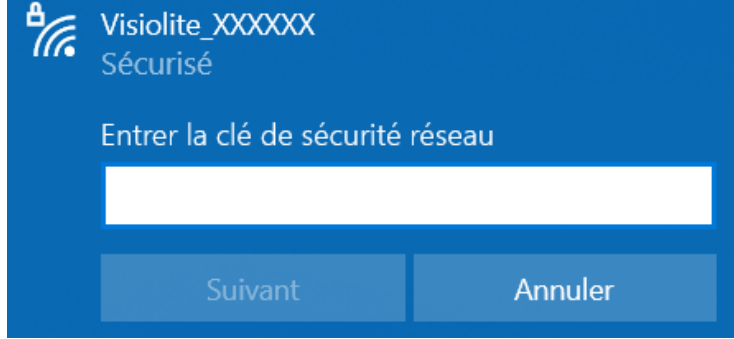 Visiolite_XXXXXX
Sécurisé
Entrer la clé de sécurité réseau
Suivant
Annuler